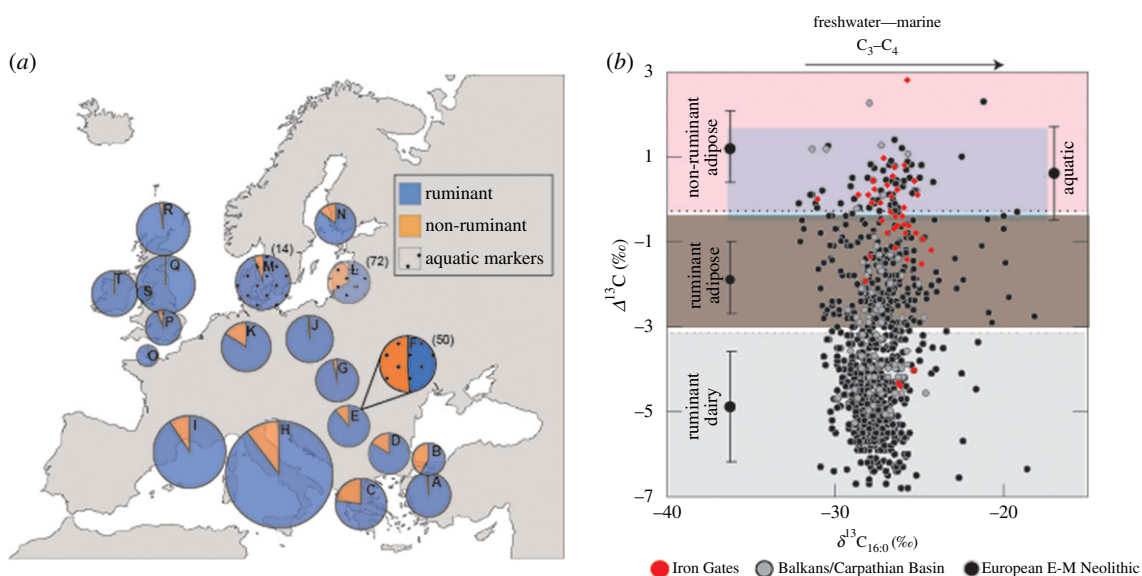 (a)
ruminant
non-ruminant
aquatic markers
R
N
(14)
M
(72)
L
T
Q
S
P
O
K
J
(50)
F
G
E
I
H
D
B
C
A
(b)
freshwater—marine
C3–C4
3
1
−1
−3
−5
−7
Δ13C (‰)
non-ruminant
adipose
aquatic
ruminant
adipose
ruminant
dairy
−40
−30
−20
δ13C16:0 (‰)
Iron Gates
Balkans/Carpathian Basin
European E-M Neolithic